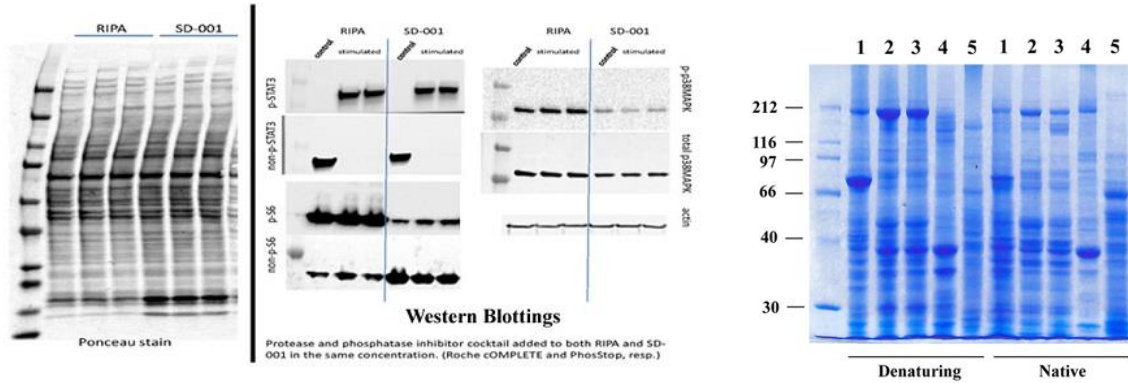 RIPA SD-001
Ponceau stain
RIPA SD-001
control stimulated control stimulated
p-STAT3
non-p-STAT3
p-S6
non-p-S6
RIPA SD-001
control stimulated control stimulated
p-p38MAPK
total p38MAPK
actin
Western Blottings
Protease and phosphatase inhibitor cocktail added to both RIPA and SD-
001 in the same concentration. (Roche cOMPLETE and PhosStop, resp.)
1 2 3 4 5 1 2 3 4 5
212
116
97
66
40
30
Denaturing Native